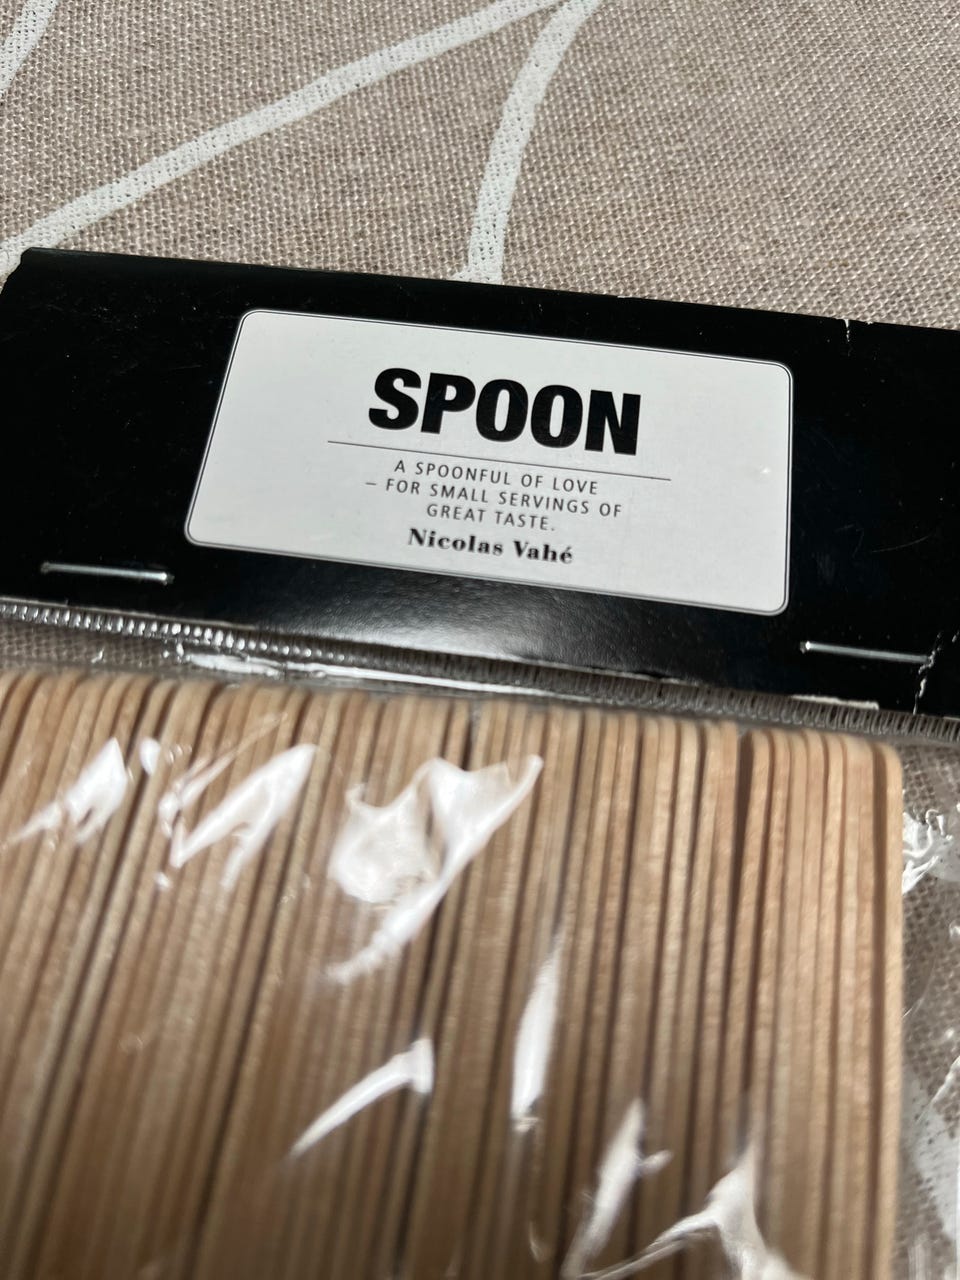 SPOON
A SPOONFUL OF LOVE
– FOR SMALL SERVINGS OF
GREAT TASTE.
Nicolas Vahé